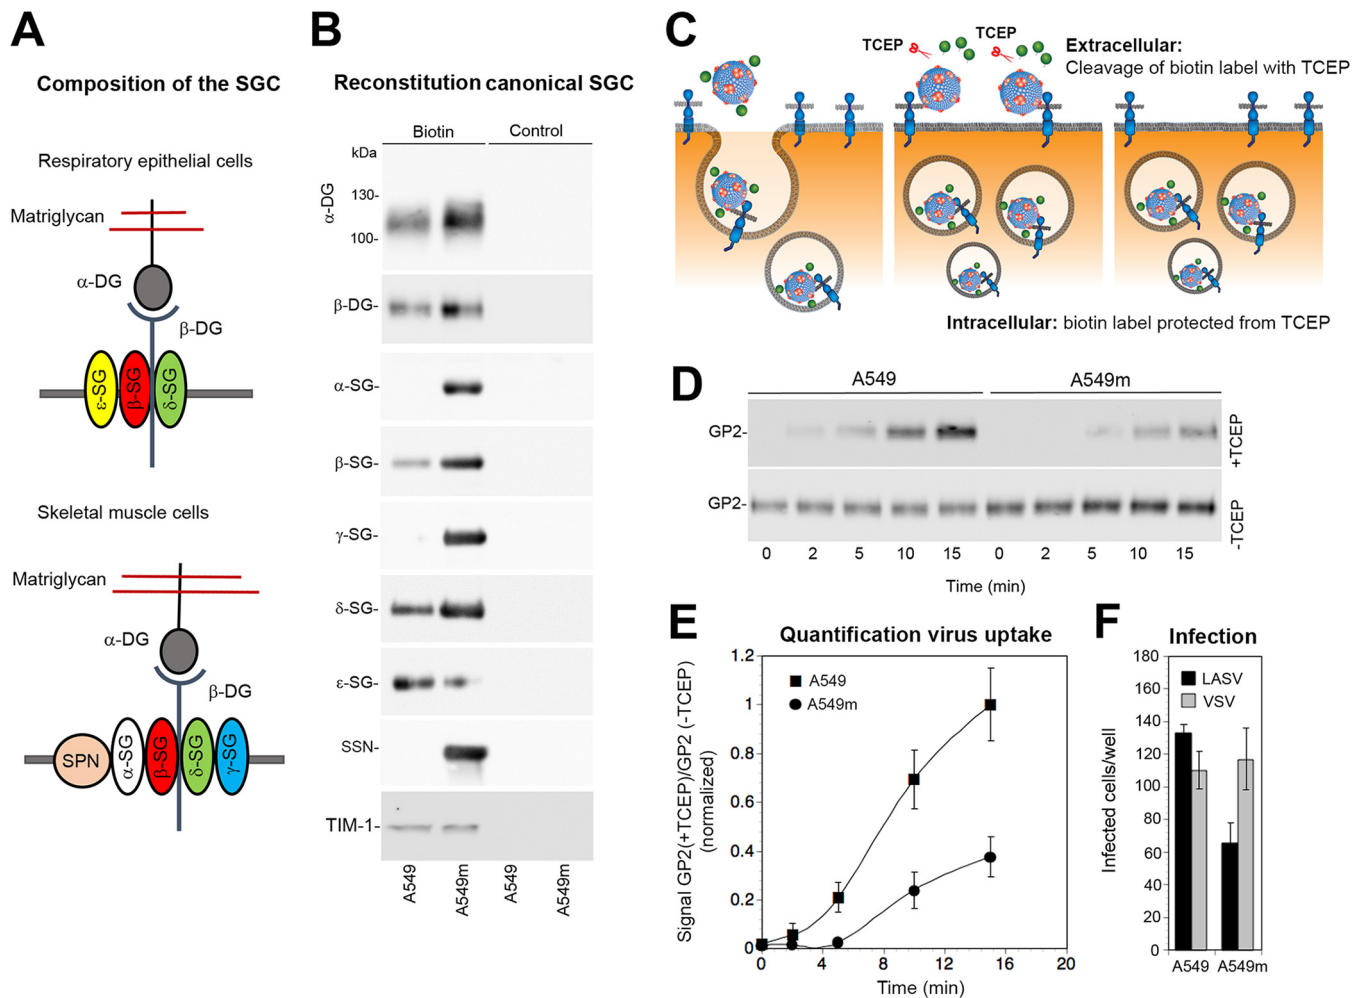 A
Composition of the SGC
Respiratory epithelial cells
Matriglycan
α-DG
β-DG
ε-SG
β-SG
δ-SG
Skeletal muscle cells
Matriglycan
α-DG
β-DG
SPN
α-SG
β-SG
δ-SG
γ-SG
B
Reconstitution canonical SGC
Biotin
Control
kDa
α-DG
130-
100-
β-DG-
α-SG-
β-SG-
γ-SG-
δ-SG-
ε-SG-
SSN-
TIM-1-
A549
A549m
A549
A549m
C
TCEP
TCEP
Extracellular:
Cleavage of biotin label with TCEP
Intracellular: biotin label protected from TCEP
D
A549
A549m
GP2-
+TCEP
GP2-
-TCEP
0 2 5 10 15 0 2 5 10 15
Time (min)
E
Quantification virus uptake
Signal GP2(+TCEP)/GP2 (-TCEP)
(normalized)
1.2
1
0.8
0.6
0.4
0.2
0
A549
A549m
0 4 8 12 16 20
Time (min)
F
Infection
Infected cells/well
180
160
140
120
100
80
60
40
20
0
LASV
VSV
A549 A549m